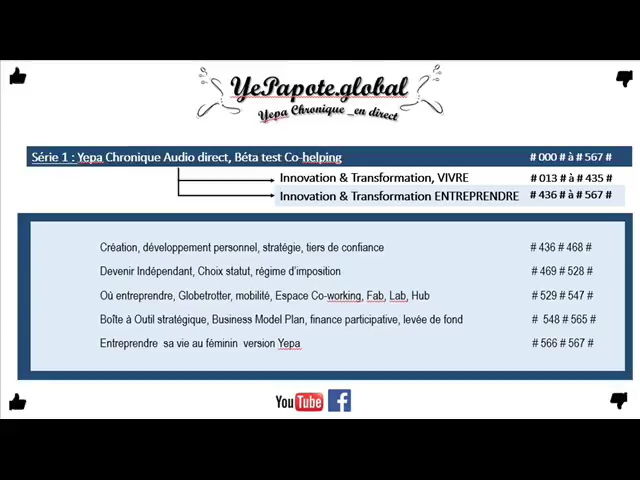 YePapote.global
Yepa Chronique _en direct
Série 1 : Yepa Chronique Audio direct, Béta test Co-helping # 000 # à # 567 #
Innovation & Transformation, VIVRE # 013 # à # 435 #
Innovation & Transformation ENTREPRENDRE # 436 # à # 567 #
Création, développement personnel, stratégie, tiers de confiance # 436 # 468 #
Devenir Indépendant, Choix statut, régime d'imposition # 469 # 528 #
Où entreprendre, Globetrotter, mobilité, Espace Co-working, Fab, Lab, Hub # 529 # 547 #
Boîte à Outil stratégique, Business Model Plan, finance participative, levée de fond # 548 # 565 #
Entreprendre sa vie au féminin version Yepa # 566 # 567 #
YouTube f